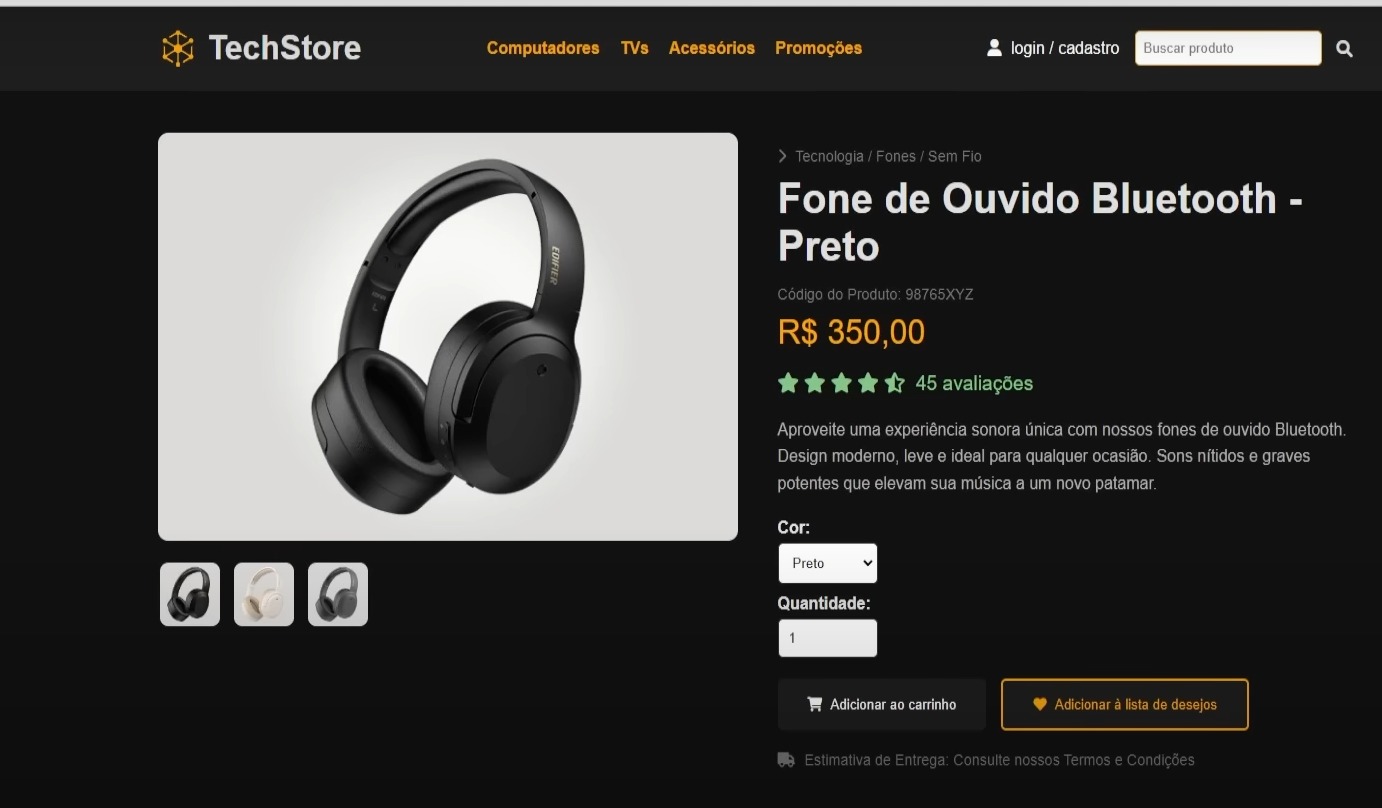 TechStore
Computadores TVs Acessórios Promoções
login / cadastro
Buscar produto
EDIFIER
Tecnologia / Fones / Sem Fio
Fone de Ouvido Bluetooth -
Preto
Código do Produto: 98765XYZ
R$ 350,00
45 avaliações
Aproveite uma experiência sonora única com nossos fones de ouvido Bluetooth.
Design moderno, leve e ideal para qualquer ocasião. Sons nítidos e graves
potentes que elevam sua música a um novo patamar.
Cor:
Preto
Quantidade:
1
Adicionar ao carrinho
Adicionar à lista de desejos
Estimativa de Entrega: Consulte nossos Termos e Condições